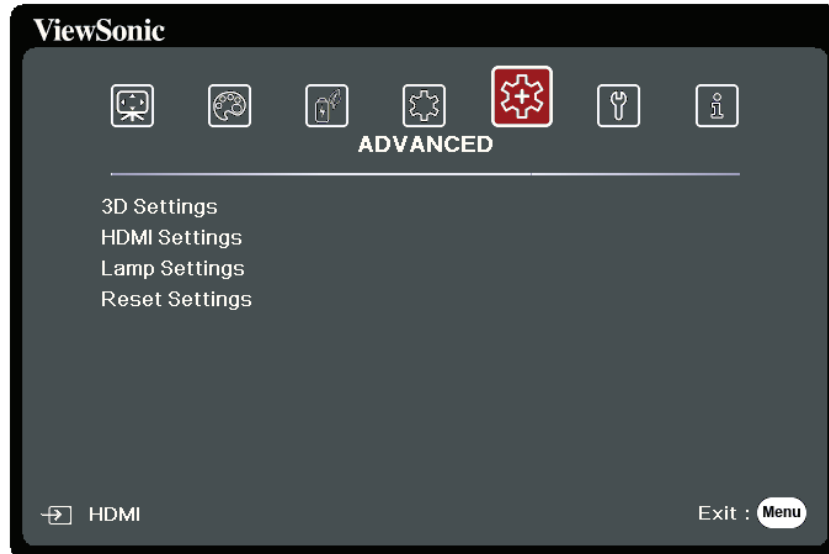 ViewSonic
ADVANCED
3D Settings
HDMI Settings
Lamp Settings
Reset Settings
HDMI
Exit : Menu